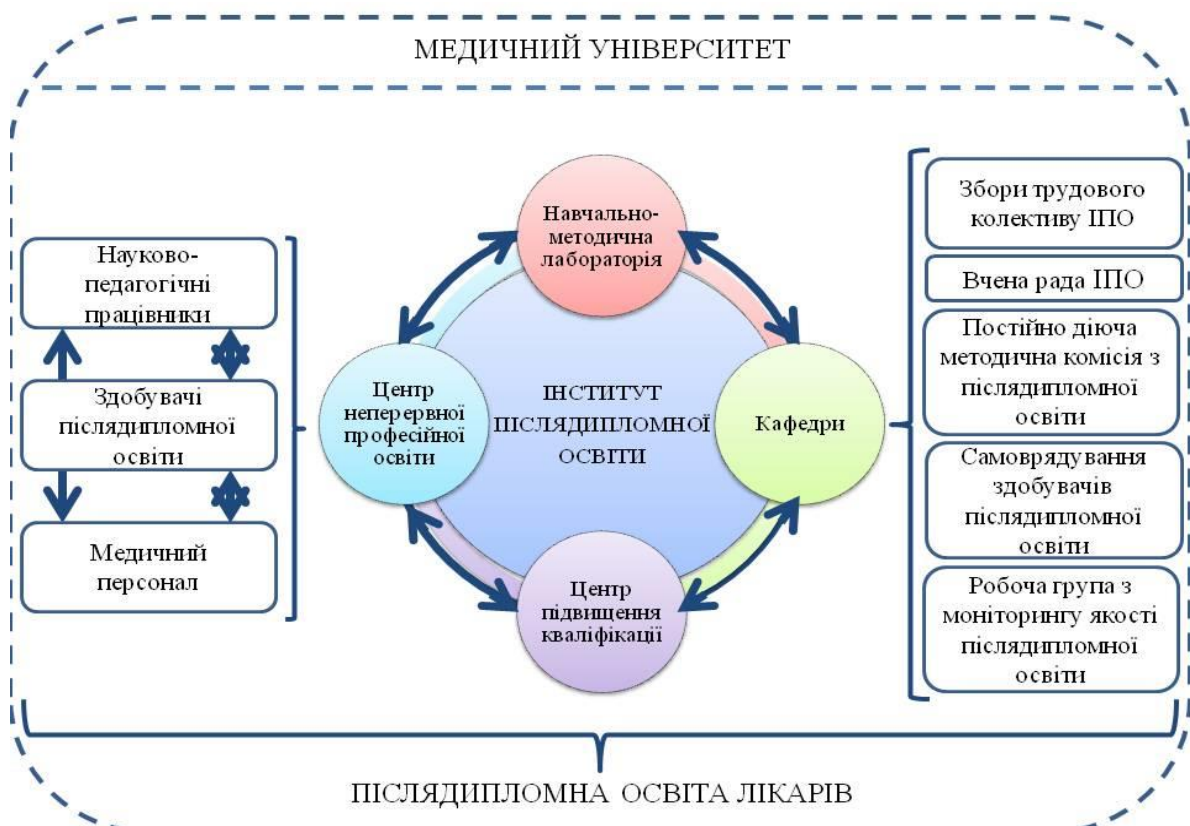 МЕДИЧНИЙ УНІВЕРСИТЕТ
Науково-
педагогічні
працівники
Здобувачі
післядипломної
освіти
Медичний
персонал
Навчально-
методична
лабораторія
Центр
неперервної
професійної
освіти
ІНСТИТУТ
ПІСЛЯДИПЛОМНОЇ
ОСВІТИ
Кафедри
Центр
підвищення
кваліфікації
Збори трудового
колективу ІПО
Вчена рада ІПО
Постійно діюча
методична комісія з
післядипломної
освіти
Самоврядування
здобувачів
післядипломної
освіти
Робоча група з
моніторингу якості
післядипломної
освіти
ПІСЛЯДИПЛОМНА ОСВІТА ЛІКАРІВ